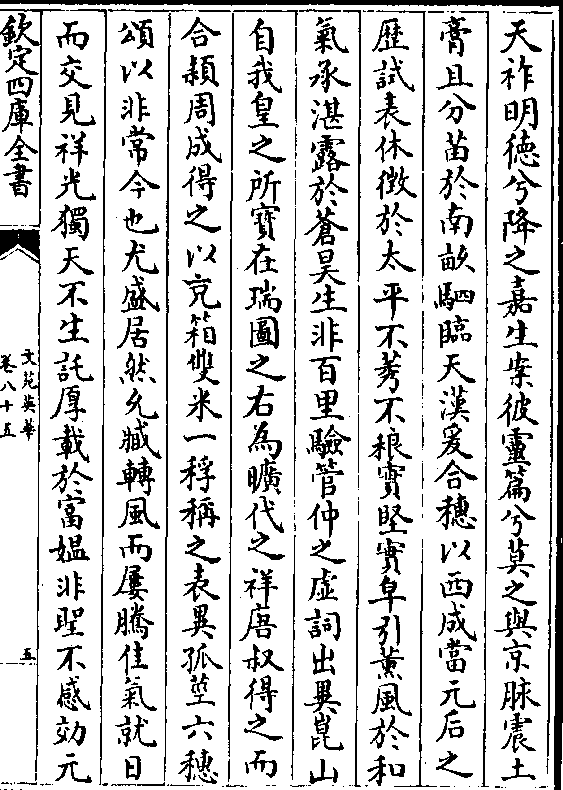 天祚明德兮降之嘉生案彼靈篇兮莫之與京脉震土
膏且分苗於南畝駟臨天漢爰合穗以西成當元后之
歷試表休徴於太平不莠不稂實堅實皁引薰風於和
氣承湛露於蒼昊生非百里驗管仲之虛詞出異崑山
自我皇之所寶在瑞圖之右為曠代之祥唐叔得之而
合穎周成得之以充箱雙米一稃稱之表異孤莖六穗
頌以非常今也尤盛居然允臧轉風而屢騰佳氣就日
而交見祥光獨天不生託厚載於富媪非聖不感効元
欽定四庫全書
文苑英華
卷八十五
五